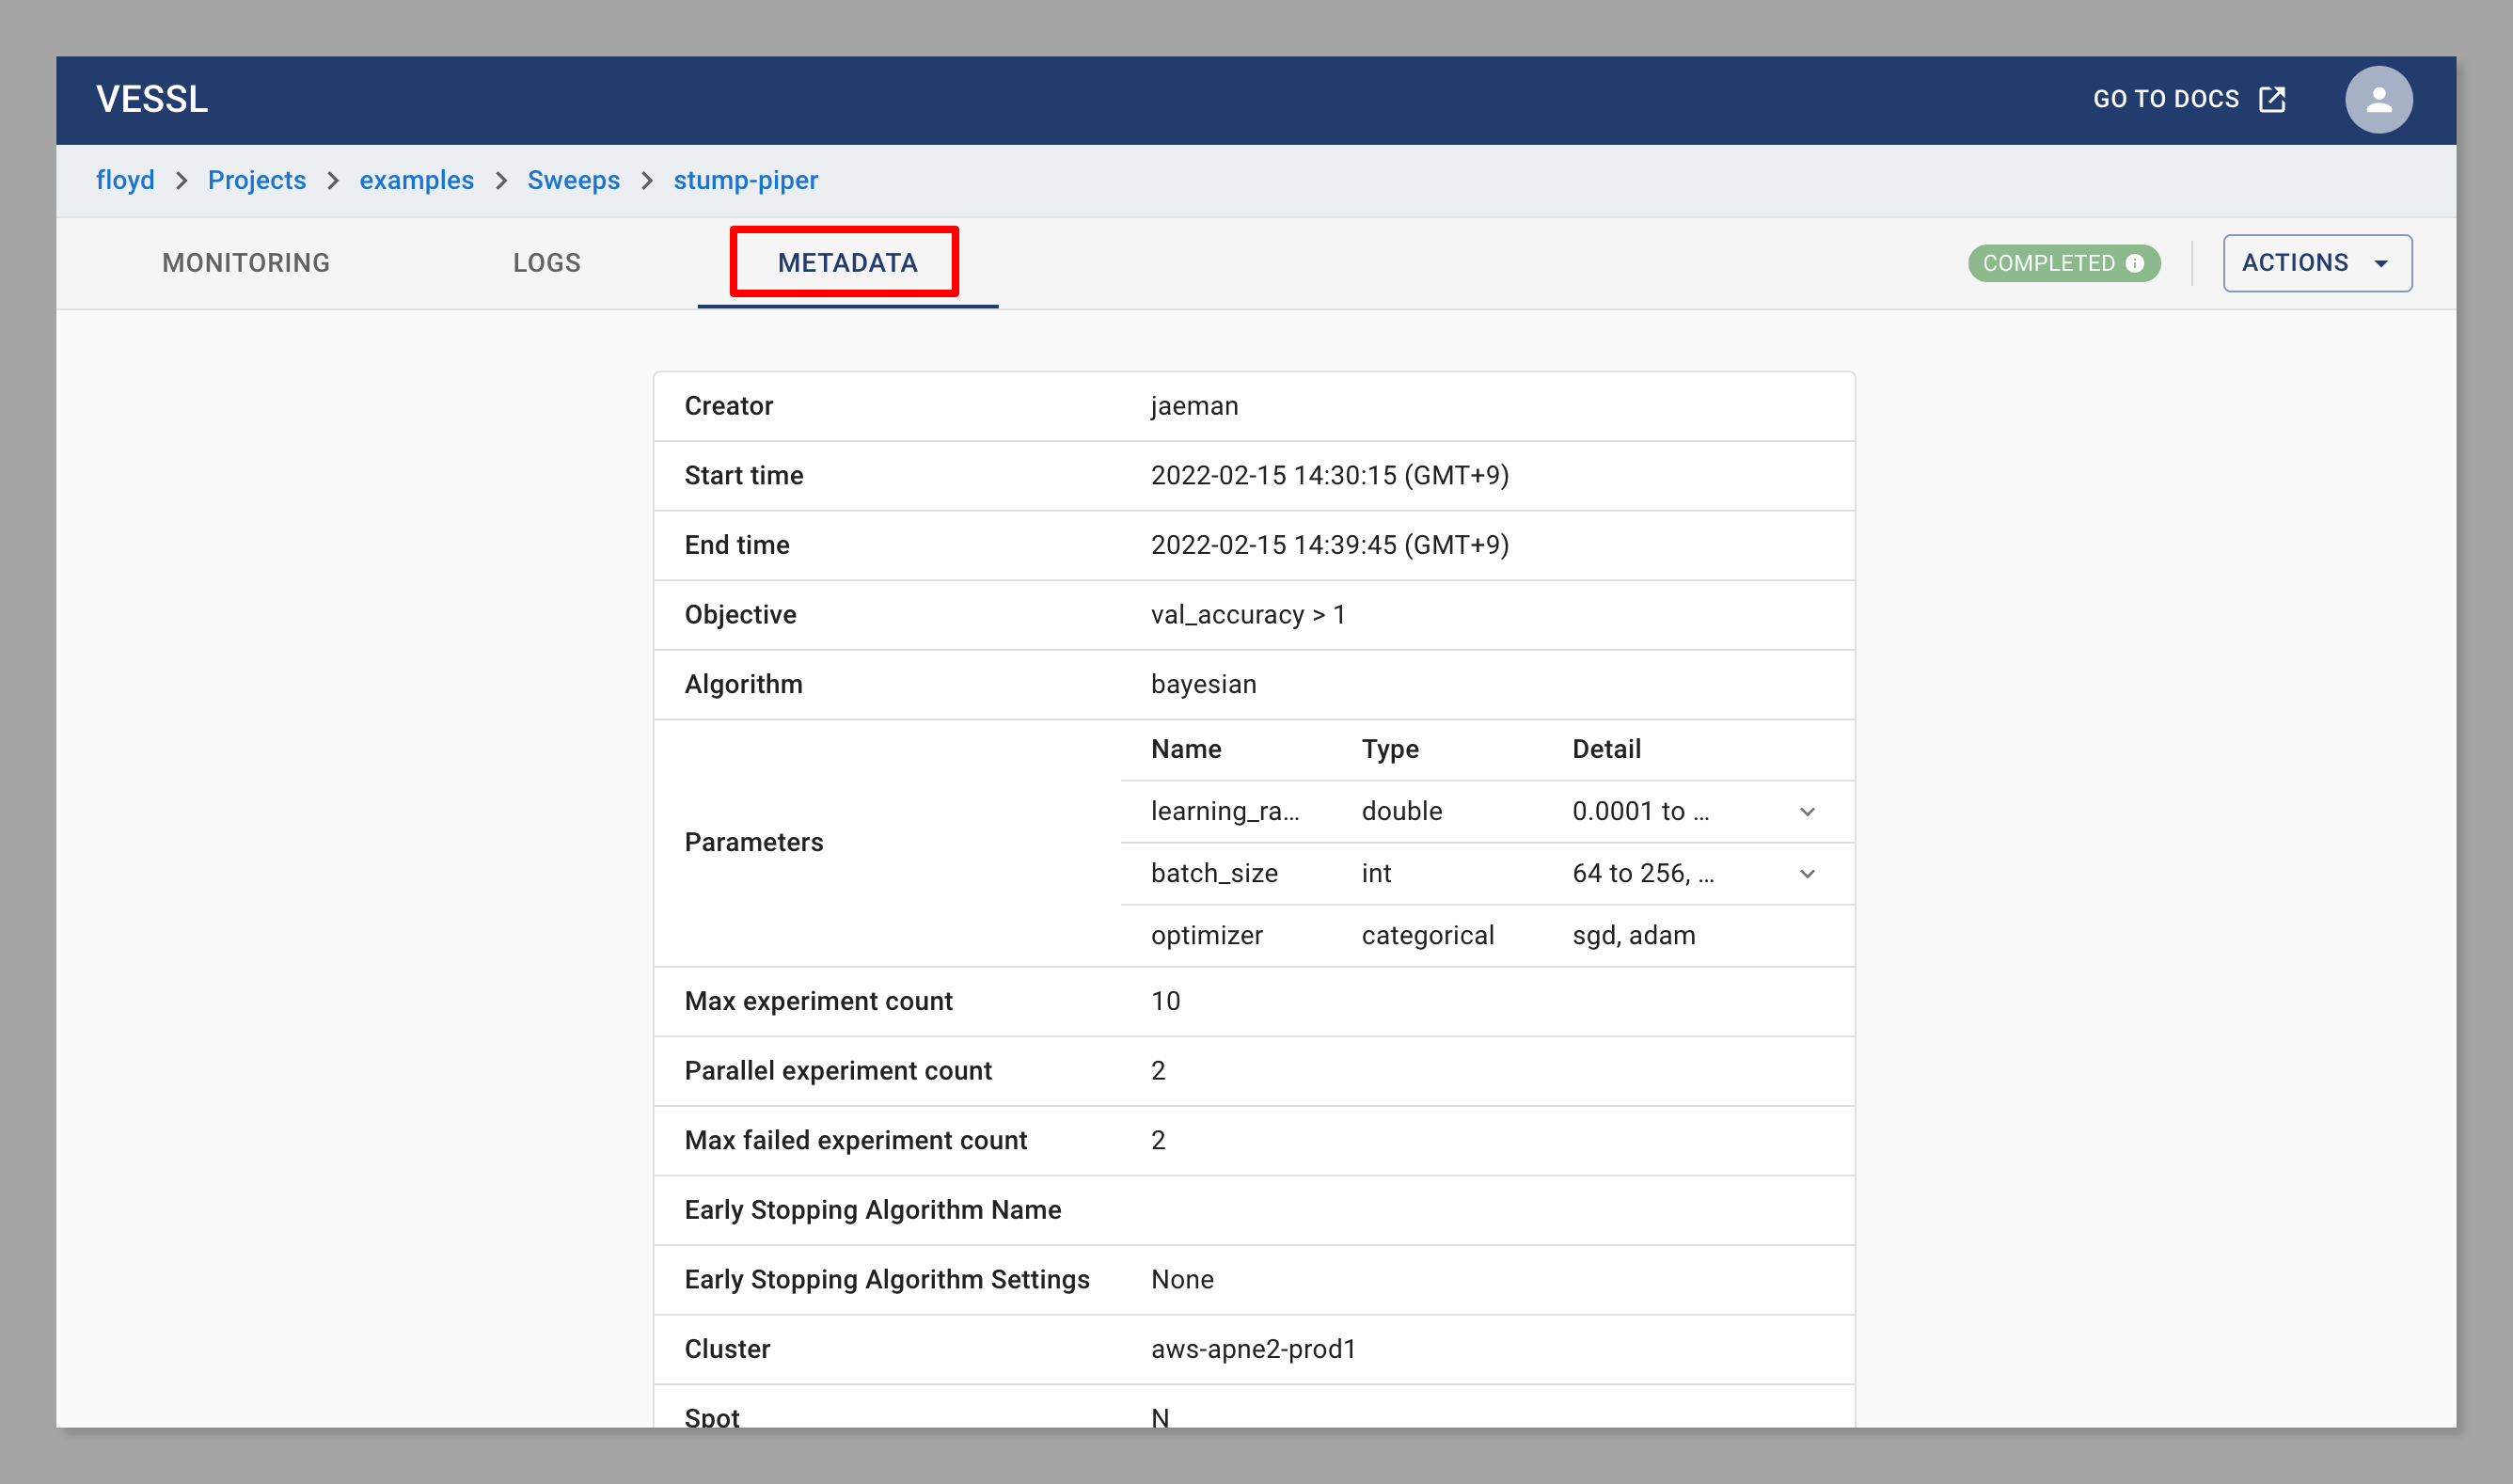 VESSL GO TO DOCS
floyd > Projects > examples > Sweeps > stump-piper
MONITORING LOGS METADATA COMPLETED ACTIONS
Creator jaeman
Start time 2022-02-15 14:30:15 (GMT+9)
End time 2022-02-15 14:39:45 (GMT+9)
Objective val_accuracy > 1
Algorithm bayesian
Parameters
Name Type Detail
learning_ra... double 0.0001 to ...
batch_size int 64 to 256, ...
optimizer categorical sgd, adam
Max experiment count 10
Parallel experiment count 2
Max failed experiment count 2
Early Stopping Algorithm Name
Early Stopping Algorithm Settings None
Cluster aws-apne2-prod1
Spot N